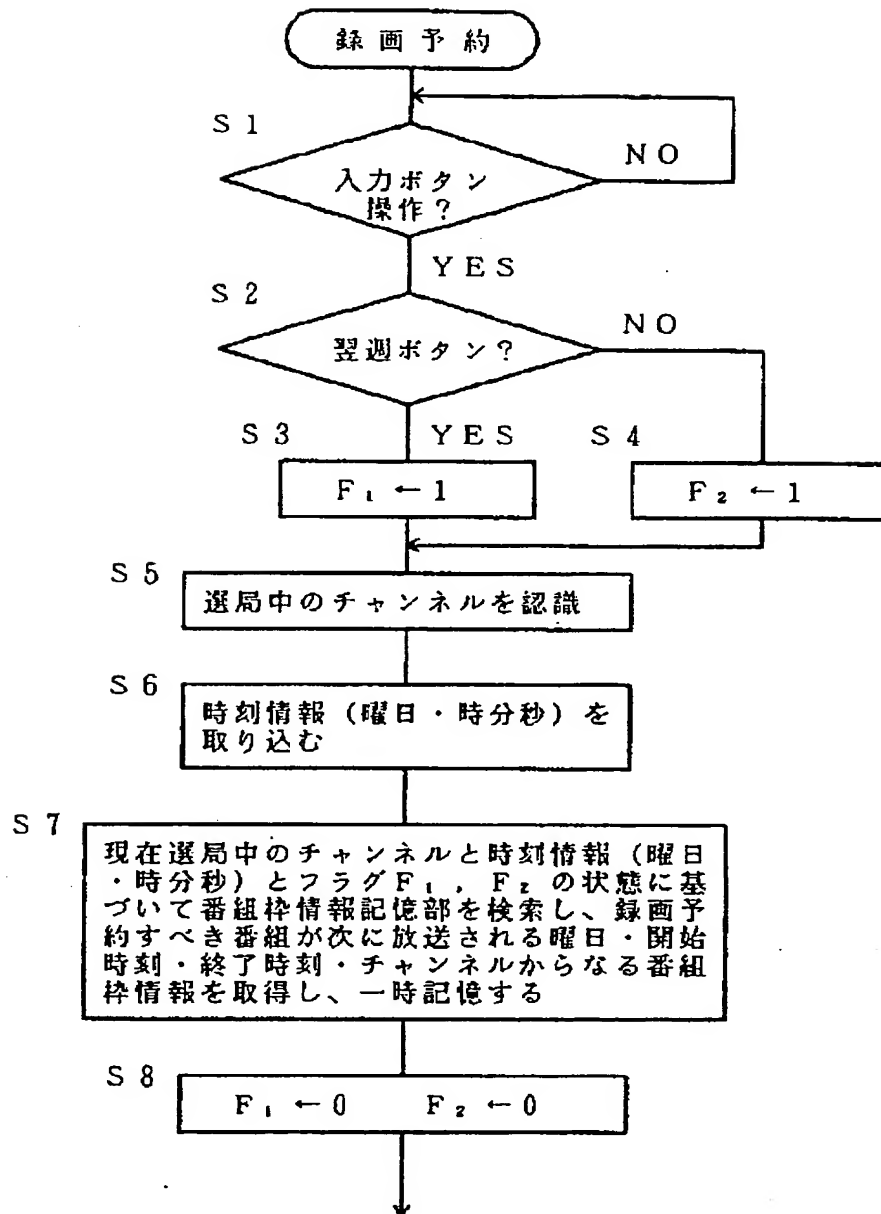 録画予約
S1
NO
入力ボタン
操作?
YES
S2
NO
翌週ボタン?
S3
YES
S4
F₁ ←1
F₂ ←1
S5
選局中のチャンネルを認識
S6
時刻情報(曜日・時分秒)を
取り込む
S7
現在選局中のチャンネルと時刻情報(曜日
・時分秒)とフラグF₁,F₂の状態に基
づいて番組枠情報記憶部を検索し、録画予
約すべき番組が次に放送される曜日・開始
時刻・終了時刻・チャンネルからなる番組
枠情報を取得し、一時記憶する
S8
F₁ ←0 F₂ ←0